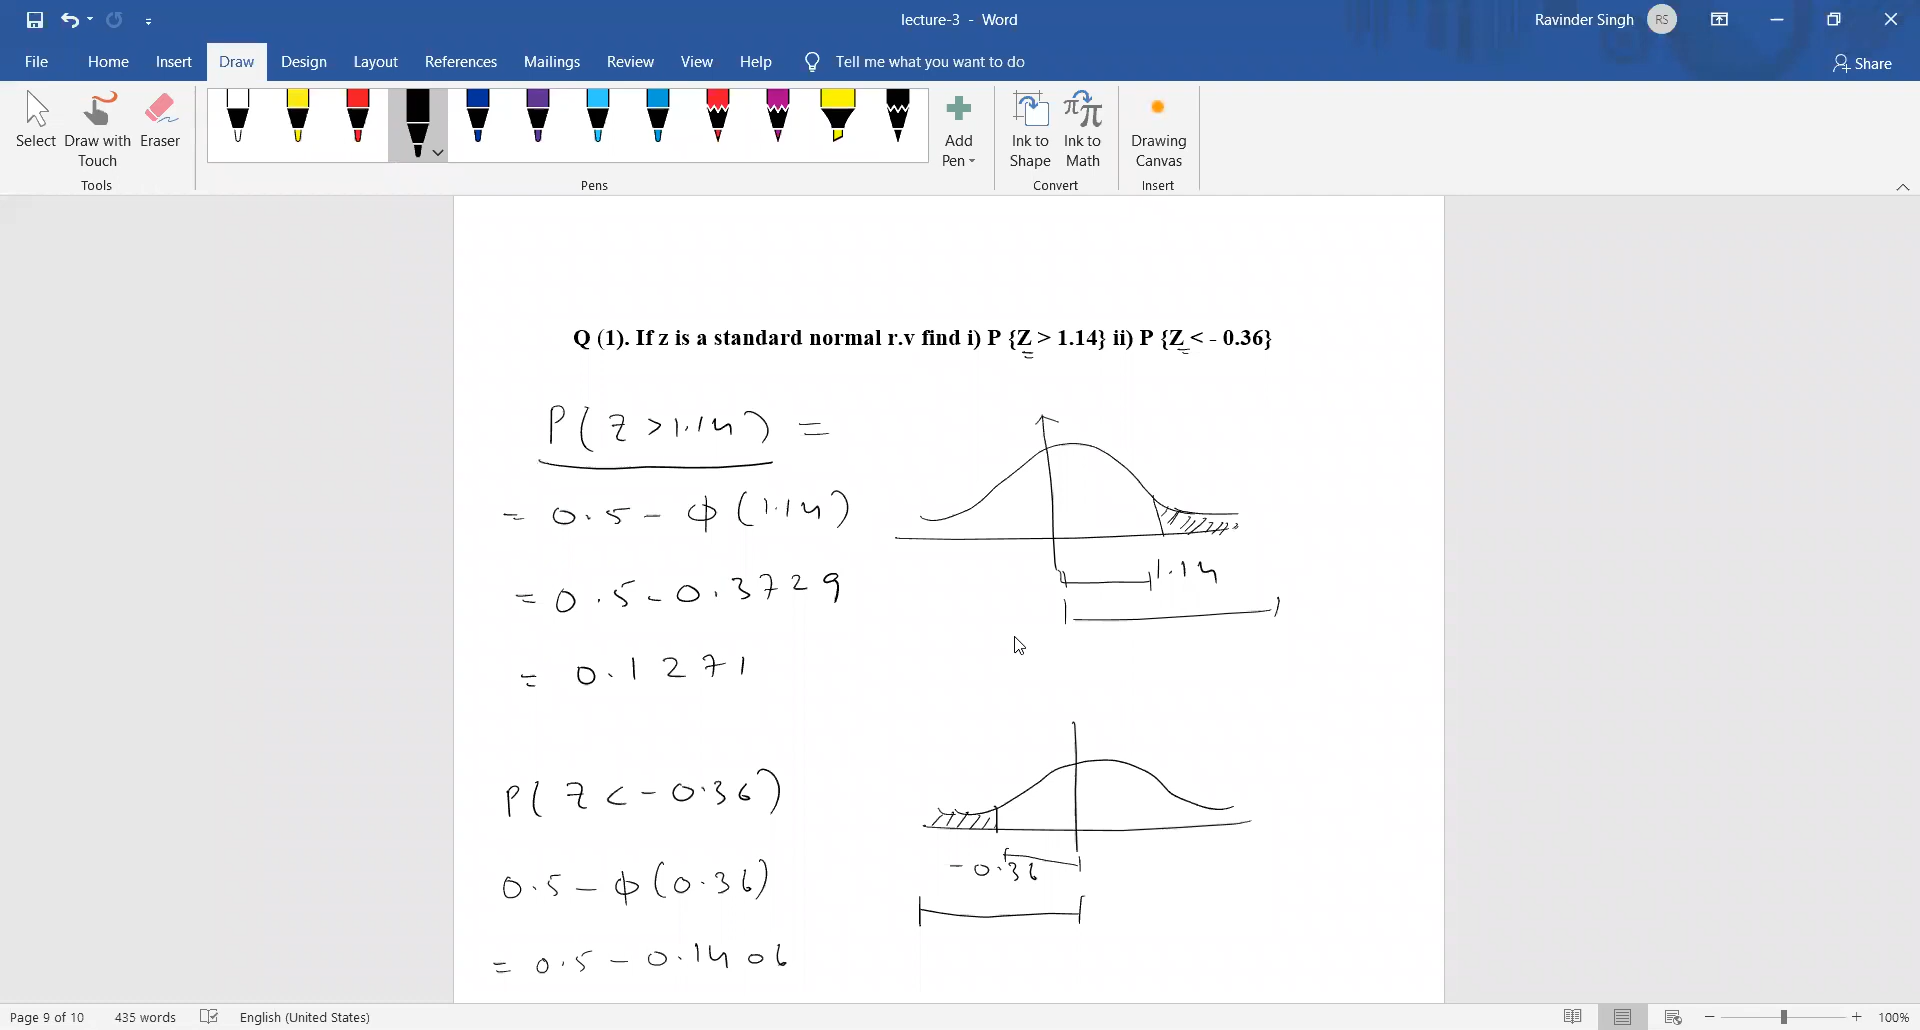 lecture-3 - Word
Ravinder Singh RS
File Home Insert Draw Design Layout References Mailings Review View Help Tell me what you want to do
Share
Select Draw with Touch Eraser
Add Pen
Ink to Shape Ink to Math
Drawing Canvas
Tools Pens Convert Insert
Q (1). If z is a standard normal r.v find i) P {Z > 1.14} ii) P {Z < - 0.36}
P(Z>1.14) =
= 0.5 - ϕ(1.14)
= 0.5 - 0.3729
= 0.1271
1.14
P(Z < -0.36)
0.5 - ϕ(0.36)
= 0.5 - 0.1406
-0.36
Page 9 of 10 435 words English (United States) 100%